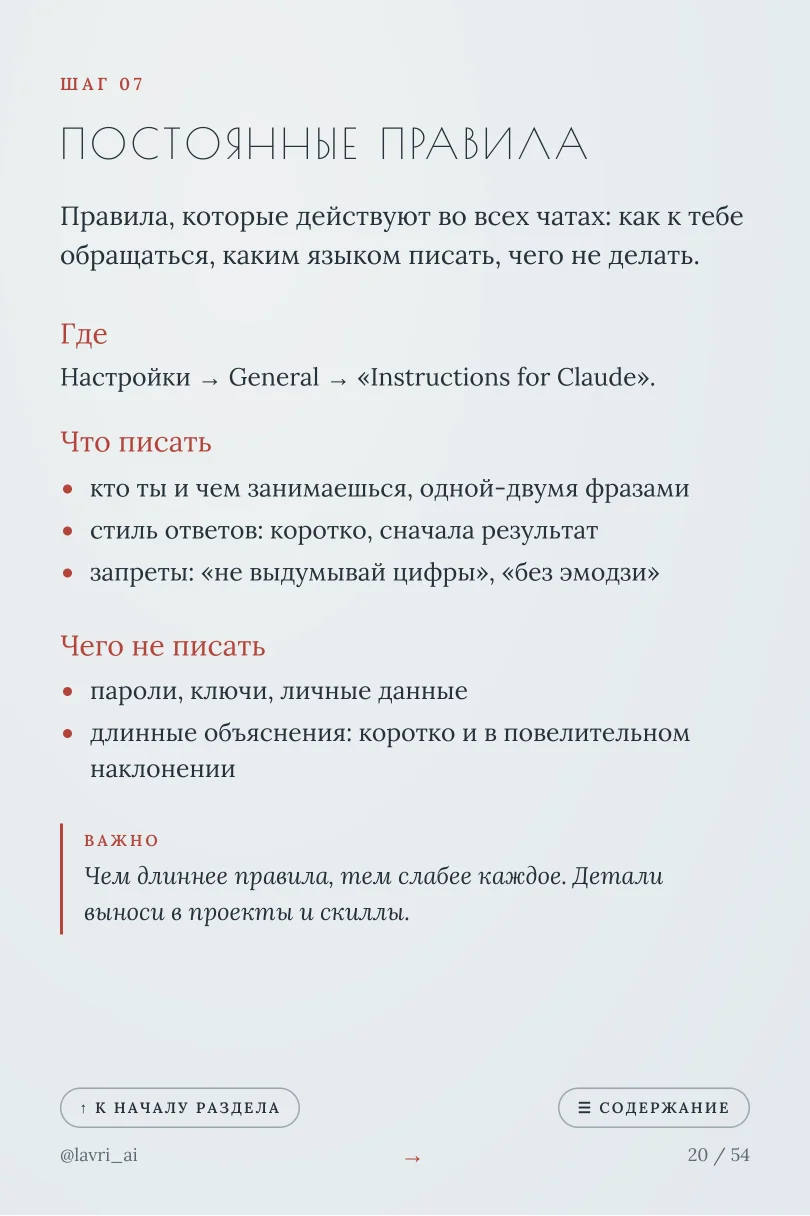 ШАГ 07
ПОСТОЯННЫЕ ПРАВИЛА
Правила, которые действуют во всех чатах: как к тебе
обращаться, каким языком писать, чего не делать.
Где
Настройки → General → «Instructions for Claude».
Что писать
• кто ты и чем занимаешься, одной-двумя фразами
• стиль ответов: коротко, сначала результат
• запреты: «не выдумывай цифры», «без эмодзи»
Чего не писать
• пароли, ключи, личные данные
• длинные объяснения: коротко и в повелительном
наклонении
ВАЖНО
Чем длиннее правила, тем слабее каждое. Детали
выноси в проекты и скиллы.
↑ К НАЧАЛУ РАЗДЕЛА
☰ СОДЕРЖАНИЕ
@lavri_ai
→
20 / 54